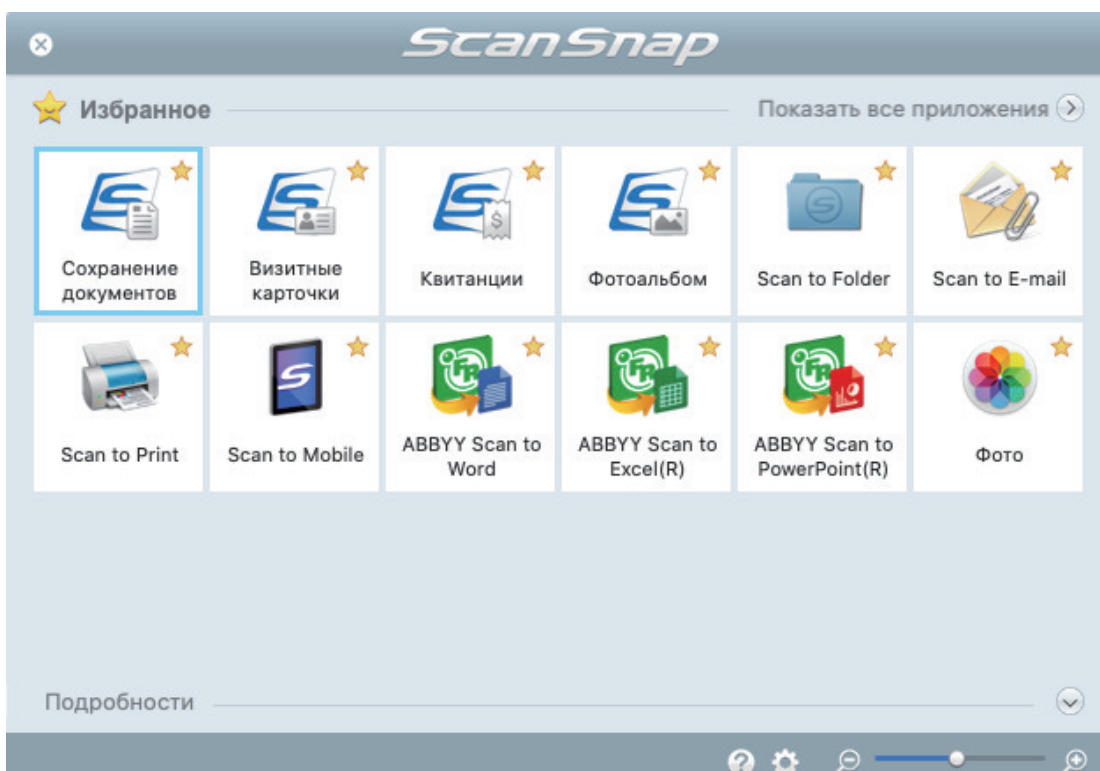 ScanSnap
Избранное
Показать все приложения
Сохранение
документов
Визитные
карточки
Квитанции
Фотоальбом
Scan to Folder
Scan to E-mail
Scan to Print
Scan to Mobile
ABBYY Scan to
Word
ABBYY Scan to
Excel(R)
ABBYY Scan to
PowerPoint(R)
Фото
Подробности